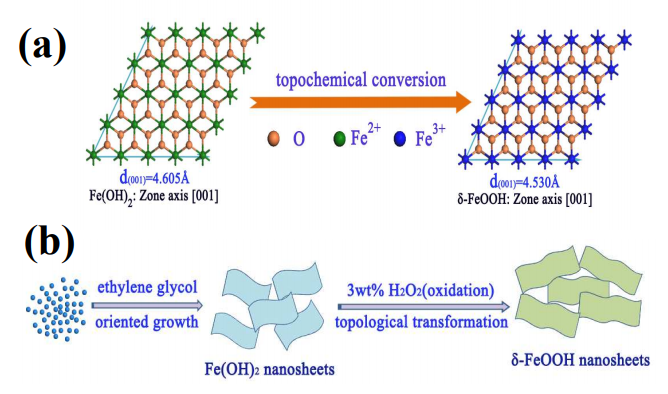 (a)
topochemical conversion
O Fe²⁺ Fe³⁺
d(001)=4.605Å
Fe(OH)₂: Zone axis [001]
d(001)=4.530Å
δ-FeOOH: Zone axis [001]
(b)
ethylene glycol
oriented growth
Fe(OH)₂ nanosheets
3wt% H₂O₂(oxidation)
topological transformation
δ-FeOOH nanosheets